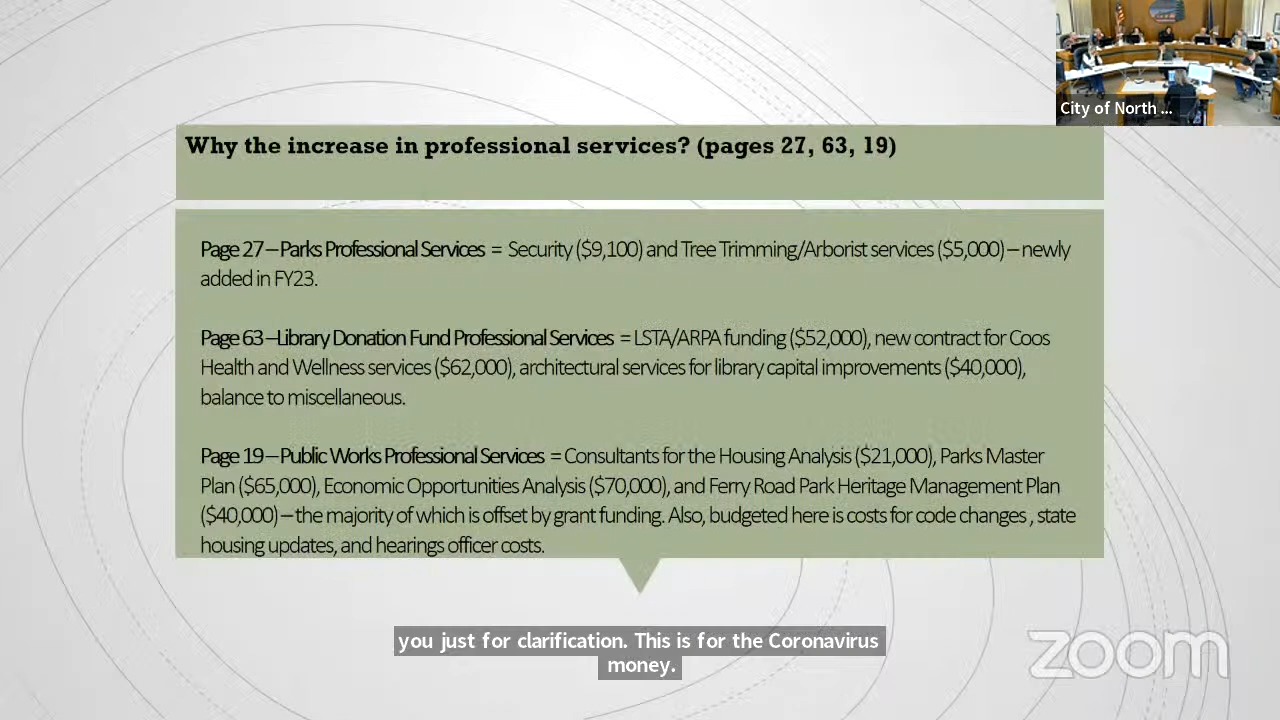 City of North ...
Why the increase in professional services? (pages 27, 63, 19)
Page 27 – Parks Professional Services = Security ($9,100) and Tree Trimming/Arborist services ($5,000) – newly
added in FY23.
Page 63 – Library Donation Fund Professional Services = LSTA/ARPA funding ($52,000), new contract for Coos
Health and Wellness services ($62,000), architectural services for library capital improvements ($40,000),
balance to miscellaneous.
Page 19 – Public Works Professional Services = Consultants for the Housing Analysis ($21,000), Parks Master
Plan ($65,000), Economic Opportunities Analysis ($70,000), and Ferry Road Park Heritage Management Plan
($40,000) – the majority of which is offset by grant funding. Also, budgeted here is costs for code changes , state
housing updates, and hearings officer costs.
you just for clarification. This is for the Coronavirus
money.
zoom